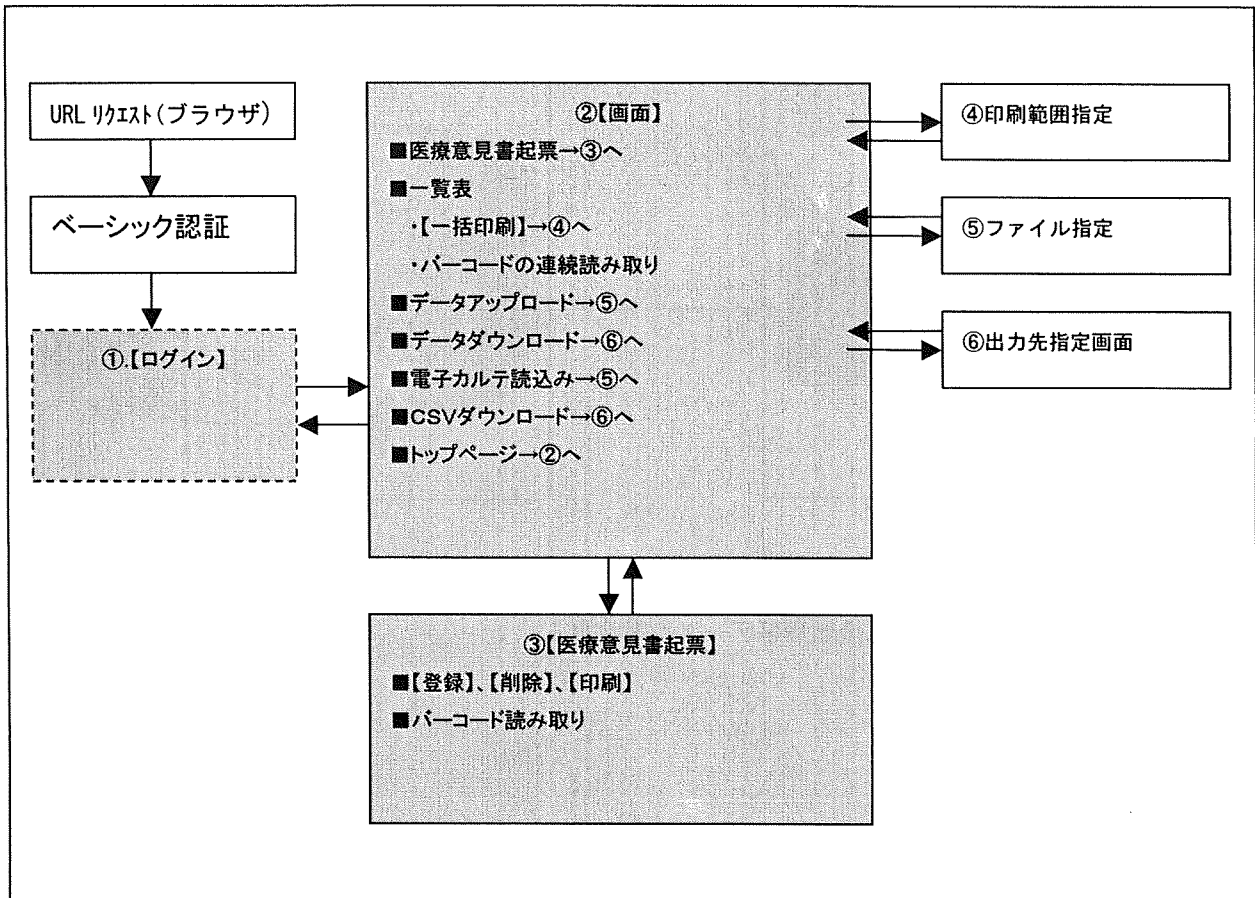 URLリクエスト(ブラウザ)
ベーシック認証
①.【ログイン】
②【画面】
■医療意見書起票→③へ
■一覧表
・【一括印刷】→④へ
・バーコードの連続読み取り
■データアップロード→⑤へ
■データダウンロード→⑥へ
■電子カルテ読込み→⑤へ
■CSVダウンロード→⑥へ
■トップページ→②へ
③【医療意見書起票】
■【登録】、【削除】、【印刷】
■バーコード読み取り
④印刷範囲指定
⑤ファイル指定
⑥出力先指定画面